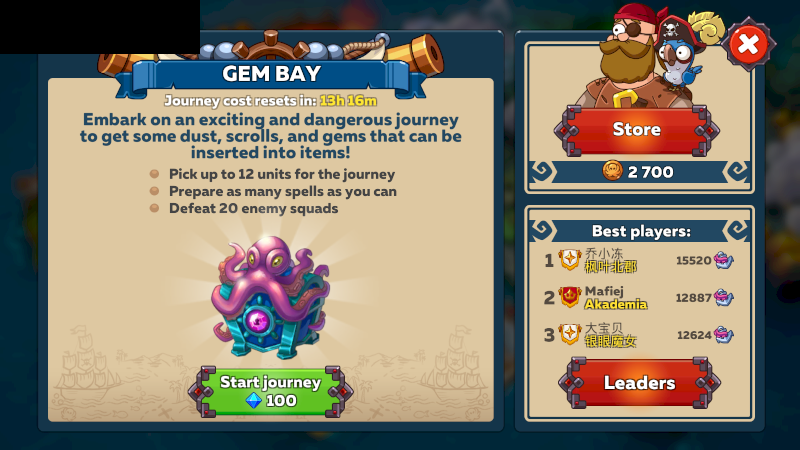 GEM BAY
Journey cost resets in: 13h 16m
Embark on an exciting and dangerous journey
to get some dust, scrolls, and gems that can be
inserted into items!
Pick up to 12 units for the journey
Prepare as many spells as you can
Defeat 20 enemy squads
Start journey
100
Store
2 700
Best players:
1 乔小冻 15520
枫叶北郡
2 Mafiej 12887
Akademia
3 大宝贝 12624
银眼魔女
Leaders